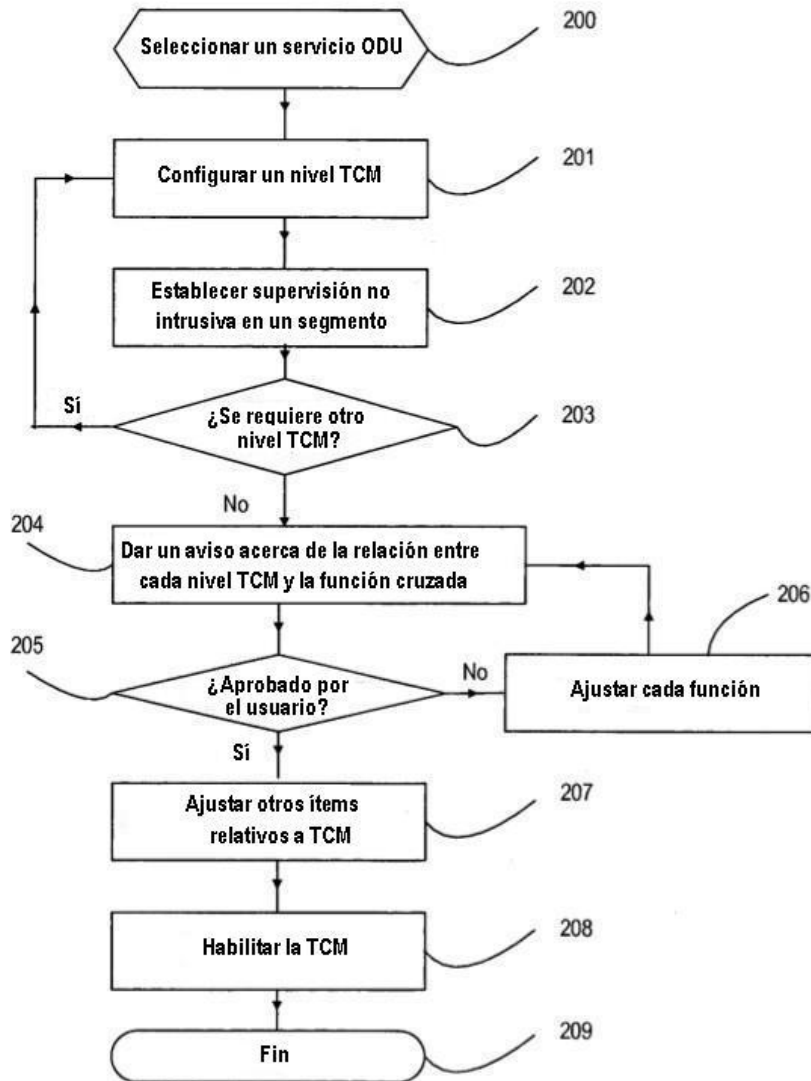 Seleccionar un servicio ODU
200
Configurar un nivel TCM
201
Establecer supervisión no
intrusiva en un segmento
202
Sí
¿Se requiere otro
nivel TCM?
203
No
204
Dar un aviso acerca de la relación entre
cada nivel TCM y la función cruzada
206
205
¿Aprobado por
el usuario?
No
Ajustar cada función
Sí
Ajustar otros ítems
relativos a TCM
207
Habilitar la TCM
208
Fin
209